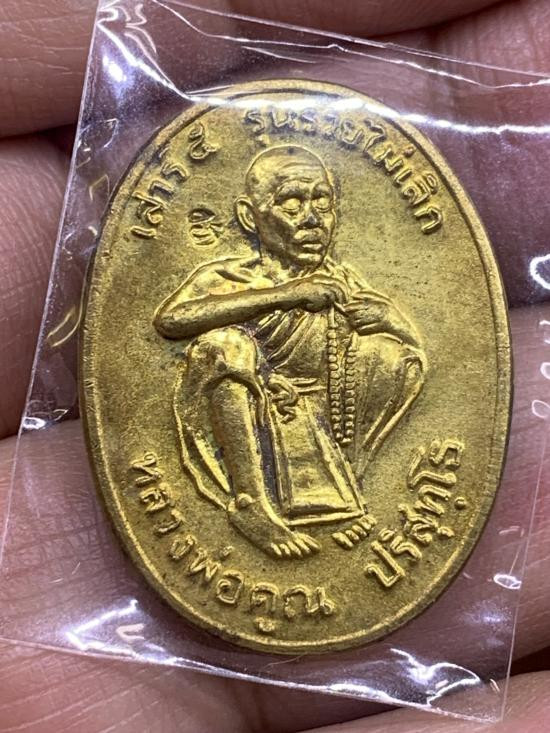 เสาร์ ๕ รุ่นรวยไม่เลิก
หลวงพ่อคูณ ปริสุทฺโธ